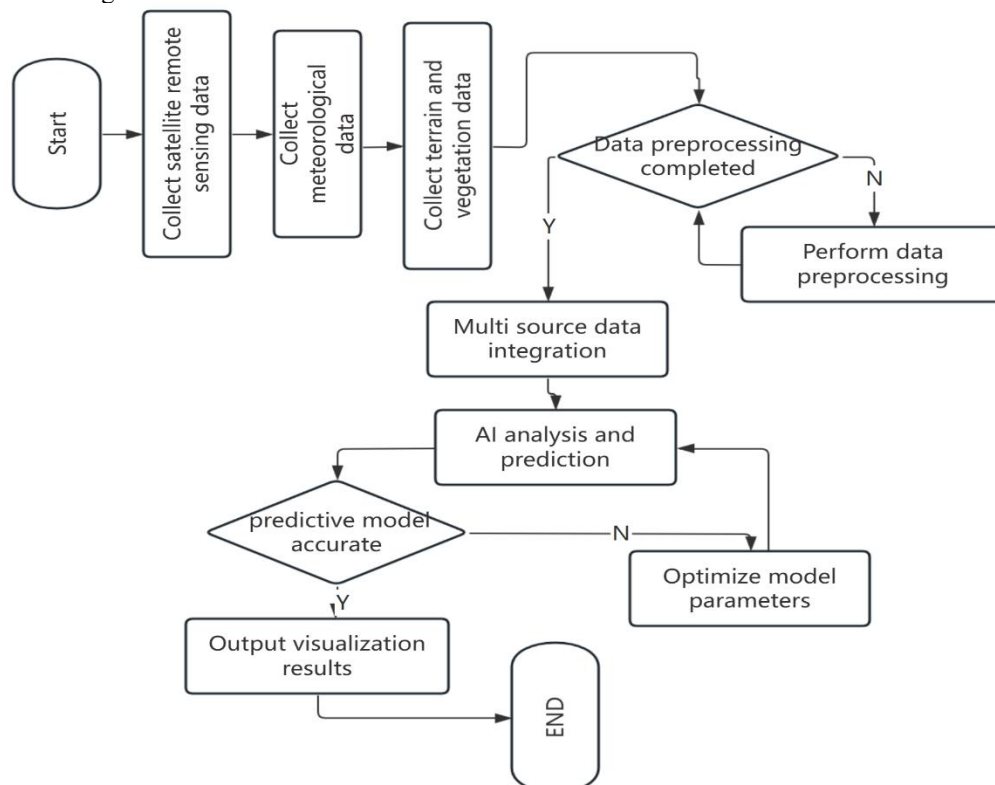 Start
Collect satellite remote
sensing data
Collect
meteorological
data
Collect terrain and
vegetation data
Data preprocessing
completed
N
Y
Perform data
preprocessing
Multi source data
integration
AI analysis and
prediction
predictive model
accurate
N
Y
Optimize model
parameters
Output visualization
results
END